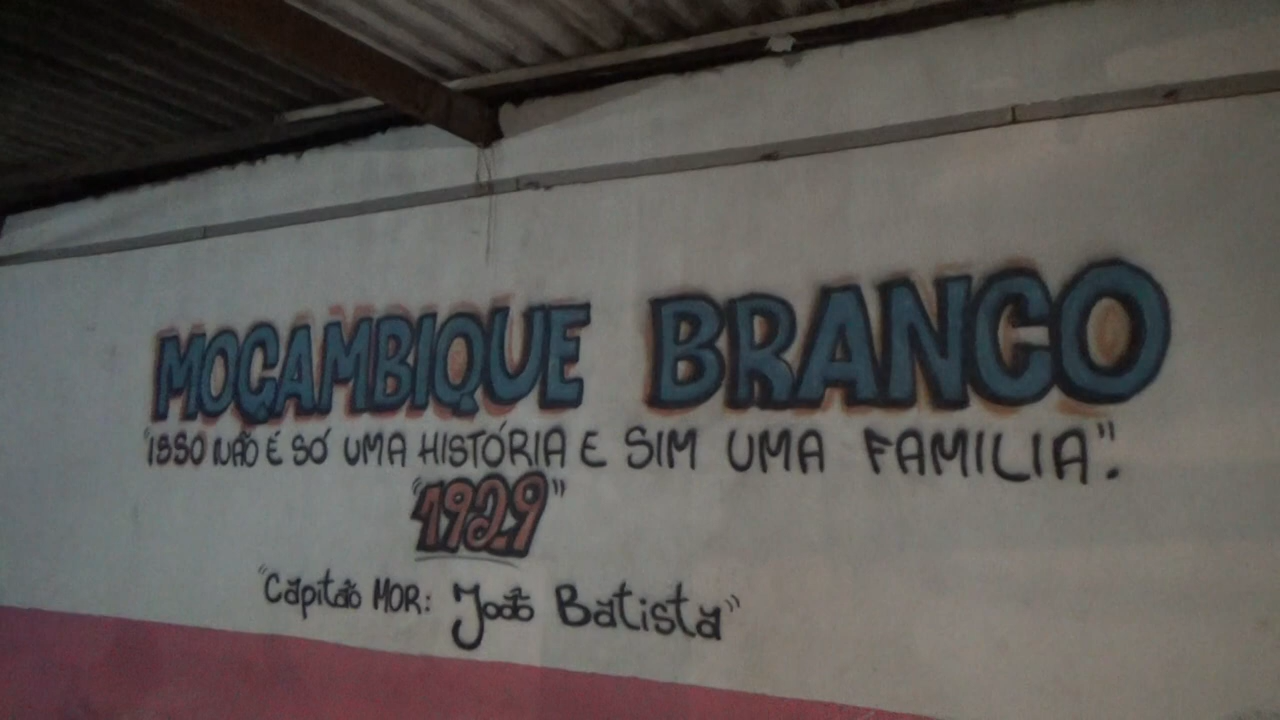 MOÇAMBIQUE BRANCO
"ISSO NÃO É SÓ UMA HISTÓRIA E SIM UMA FAMILIA".
"1929"
"Capitão MOR: João Batista"